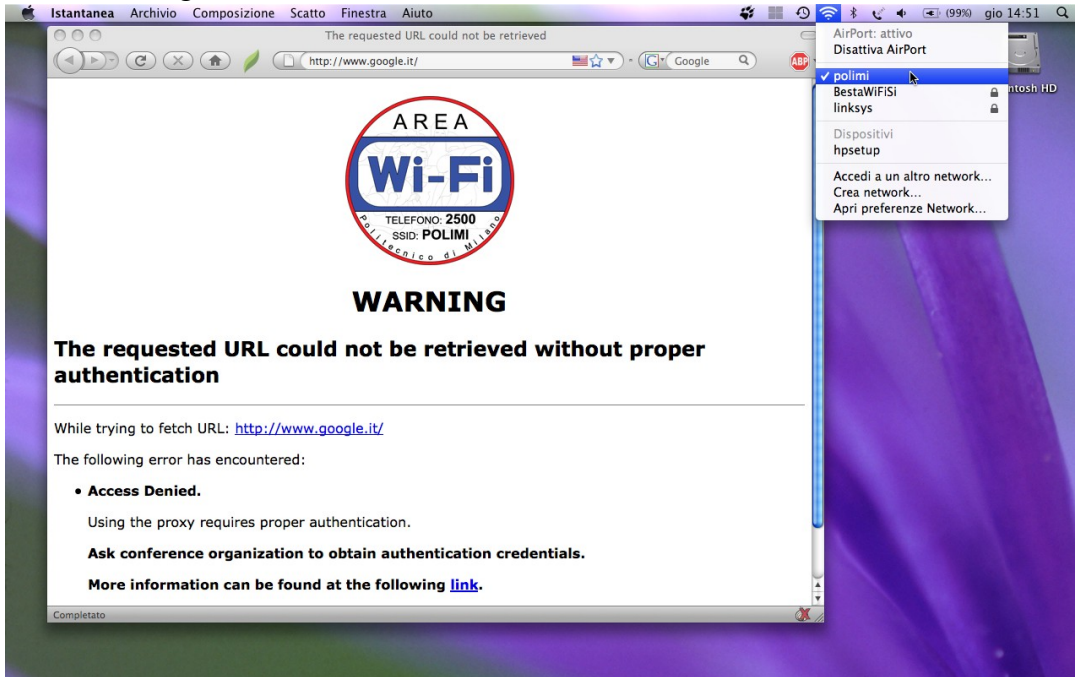 Istantanea Archivio Composizione Scatto Finestra Aiuto (99%) gio 14:51
The requested URL could not be retrieved
http://www.google.it/ G Google ABP
AREA
Wi-Fi
TELEFONO: 2500
SSID: POLIMI
Politecnico di Milano
WARNING
The requested URL could not be retrieved without proper
authentication
While trying to fetch URL: http://www.google.it/
The following error has encountered:
• Access Denied.
Using the proxy requires proper authentication.
Ask conference organization to obtain authentication credentials.
More information can be found at the following link.
Completato
AirPort: attivo
Disattiva AirPort
✓ polimi
BestaWiFiSi
linksys
Dispositivi
hpsetup
Accedi a un altro network...
Crea network...
Apri preferenze Network...
ntosh HD